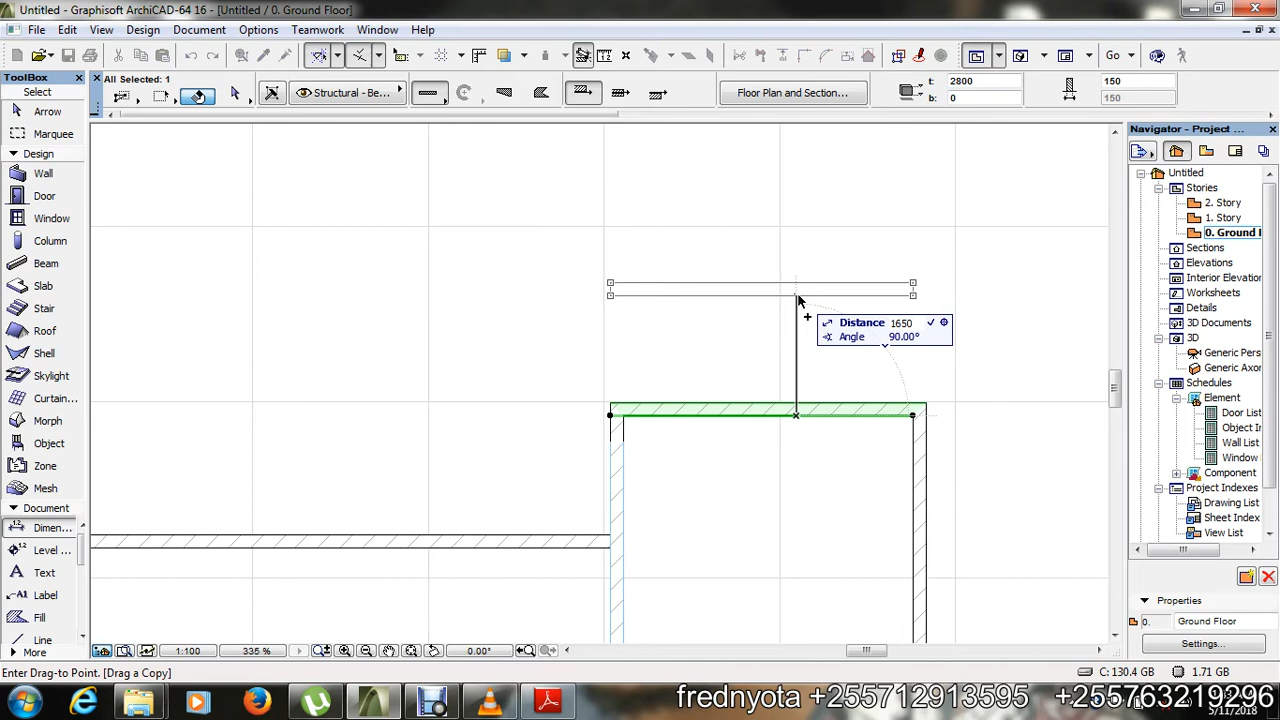 Untitled - Graphisoft ArchiCAD-64 16 - [Untitled / 0. Ground Floor]
File Edit View Design Document Options Teamwork Window Help
Go
ToolBox
Select
Arrow
Marquee
Design
Wall
Door
Window
Column
Beam
Slab
Stair
Roof
Shell
Skylight
Curtain...
Morph
Object
Zone
Mesh
Document
Dimen...
Level ...
Text
Label
Fill
Line
More
All Selected: 1
Structural - Be...
Floor Plan and Section...
t: 2800
b: 0
150
150
Distance 1650
Angle 90.00°
Navigator - Project ...
Untitled
Stories
2. Story
1. Story
0. Ground F
Sections
Elevations
Interior Elevatio
Worksheets
Details
3D Documents
3D
Generic Pers
Generic Axo
Schedules
Element
Door List
Object In
Wall List
Window
Component
Project Indexes
Drawing List
Sheet Index
View List
Properties
0. Ground Floor
Settings...
1:100 335 % 0.00°
Enter Drag-to Point. [Drag a Copy]
C: 130.4 GB 1.71 GB
frednyota +255712913595 +255763219296
5/11/2018